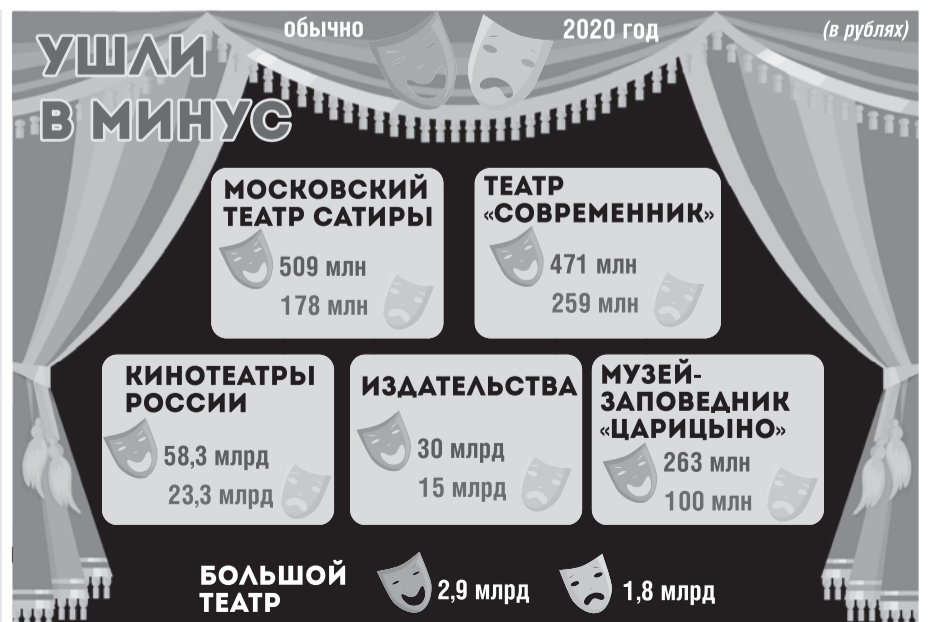 УШЛИ
В МИНУС
обычно
2020 год
(в рублях)
МОСКОВСКИЙ
ТЕАТР САТИРЫ
509 млн
178 млн
ТЕАТР
«СОВРЕМЕННИК»
471 млн
259 млн
КИНОТЕАТРЫ
РОССИИ
58,3 млрд
23,3 млрд
ИЗДАТЕЛЬСТВА
30 млрд
15 млрд
МУЗЕЙ-
ЗАПОВЕДНИК
«ЦАРИЦЫНО»
263 млн
100 млн
БОЛЬШОЙ
ТЕАТР
2,9 млрд
1,8 млрд